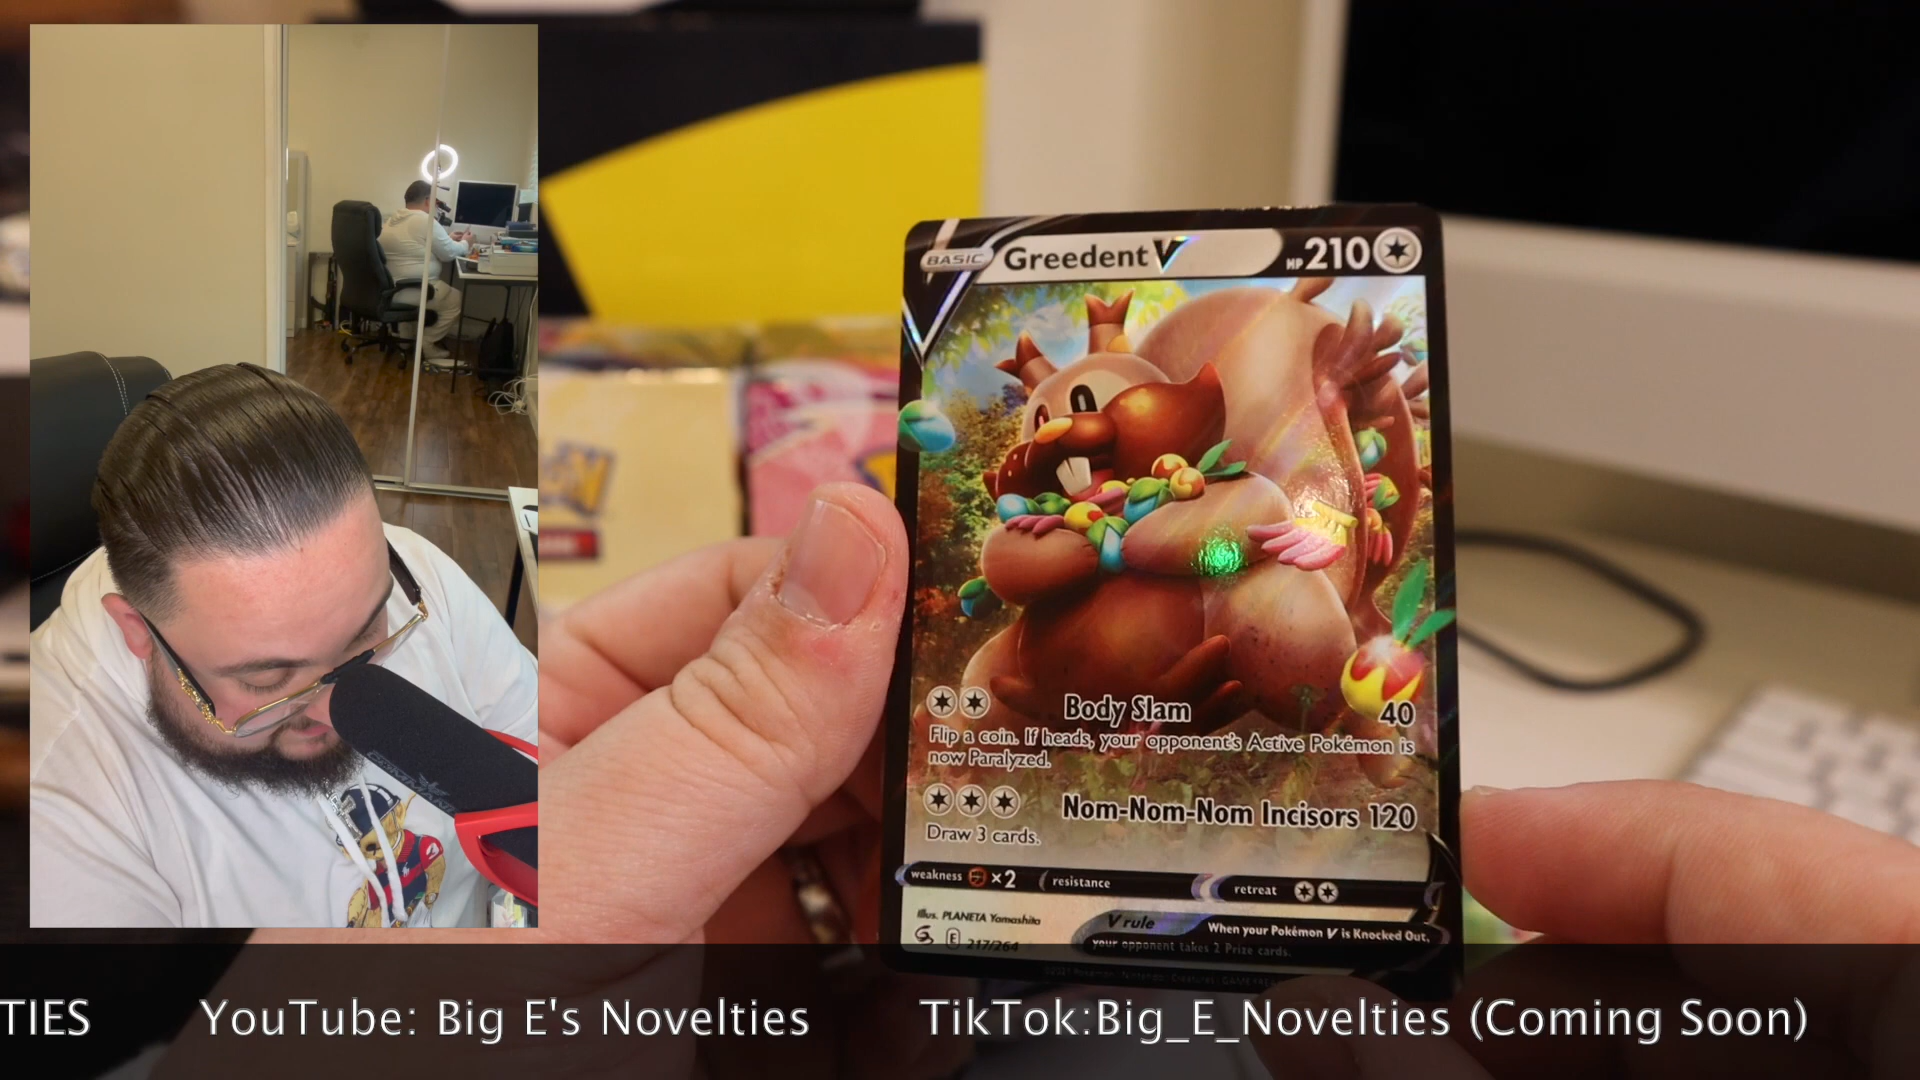 BASIC
Greedent V
HP 210
Body Slam 40
Flip a coin. If heads, your opponent's Active Pokémon is
now Paralyzed.
Nom-Nom-Nom Incisors 120
Draw 3 cards.
weakness ×2 resistance retreat
Illus. PLANETA Yamashita
E 217/264
V rule When your Pokémon V is Knocked Out,
your opponent takes 2 Prize cards.
TIES YouTube: Big E's Novelties TikTok:Big_E_Novelties (Coming Soon)